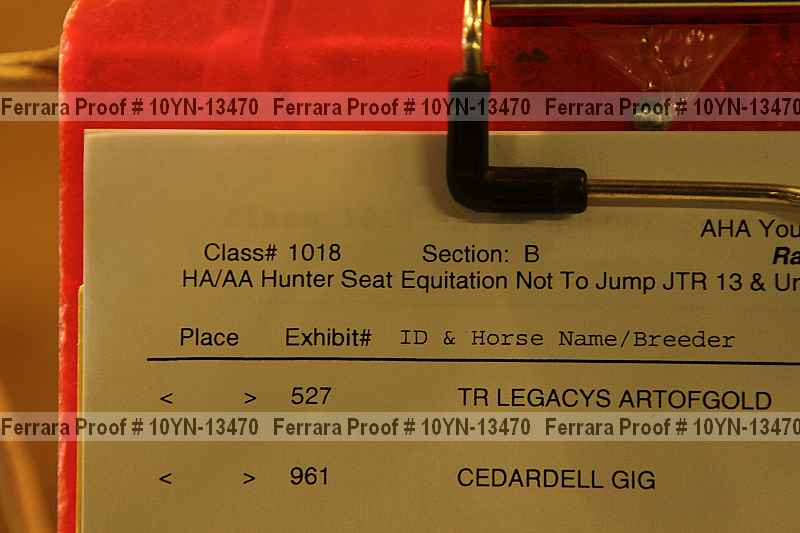 Ferrara Proof # 10YN-13470 Ferrara Proof # 10YN-13470 Ferrara Proof # 10YN-13470
AHA You
Class# 1018 Section: B Ra
HA/AA Hunter Seat Equitation Not To Jump JTR 13 & Un
Place Exhibit# ID & Horse Name/Breeder
< > 527 TR LEGACYS ARTOFGOLD
Ferrara Proof # 10YN-13470 Ferrara Proof # 10YN-13470 Ferrara Proof # 10YN-13470
< > 961 CEDARDELL GIG